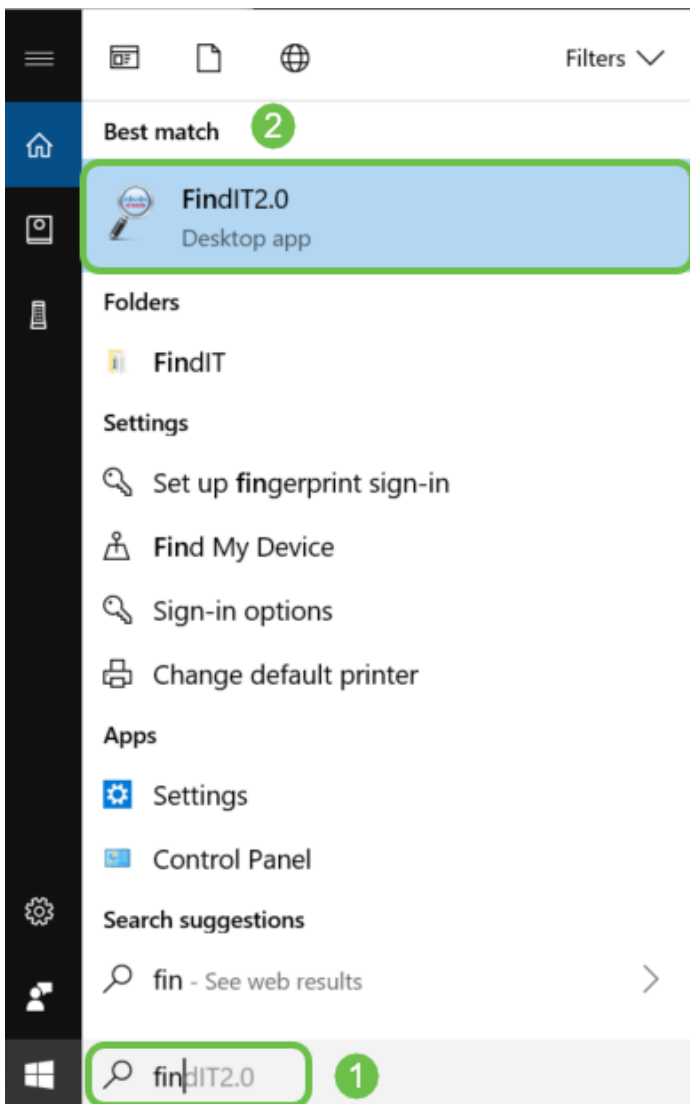 Filters
Best match 2
FindIT2.0
Desktop app
Folders
FindIT
Settings
Set up fingerprint sign-in
Find My Device
Sign-in options
Change default printer
Apps
Settings
Control Panel
Search suggestions
fin - See web results
findIT2.0 1